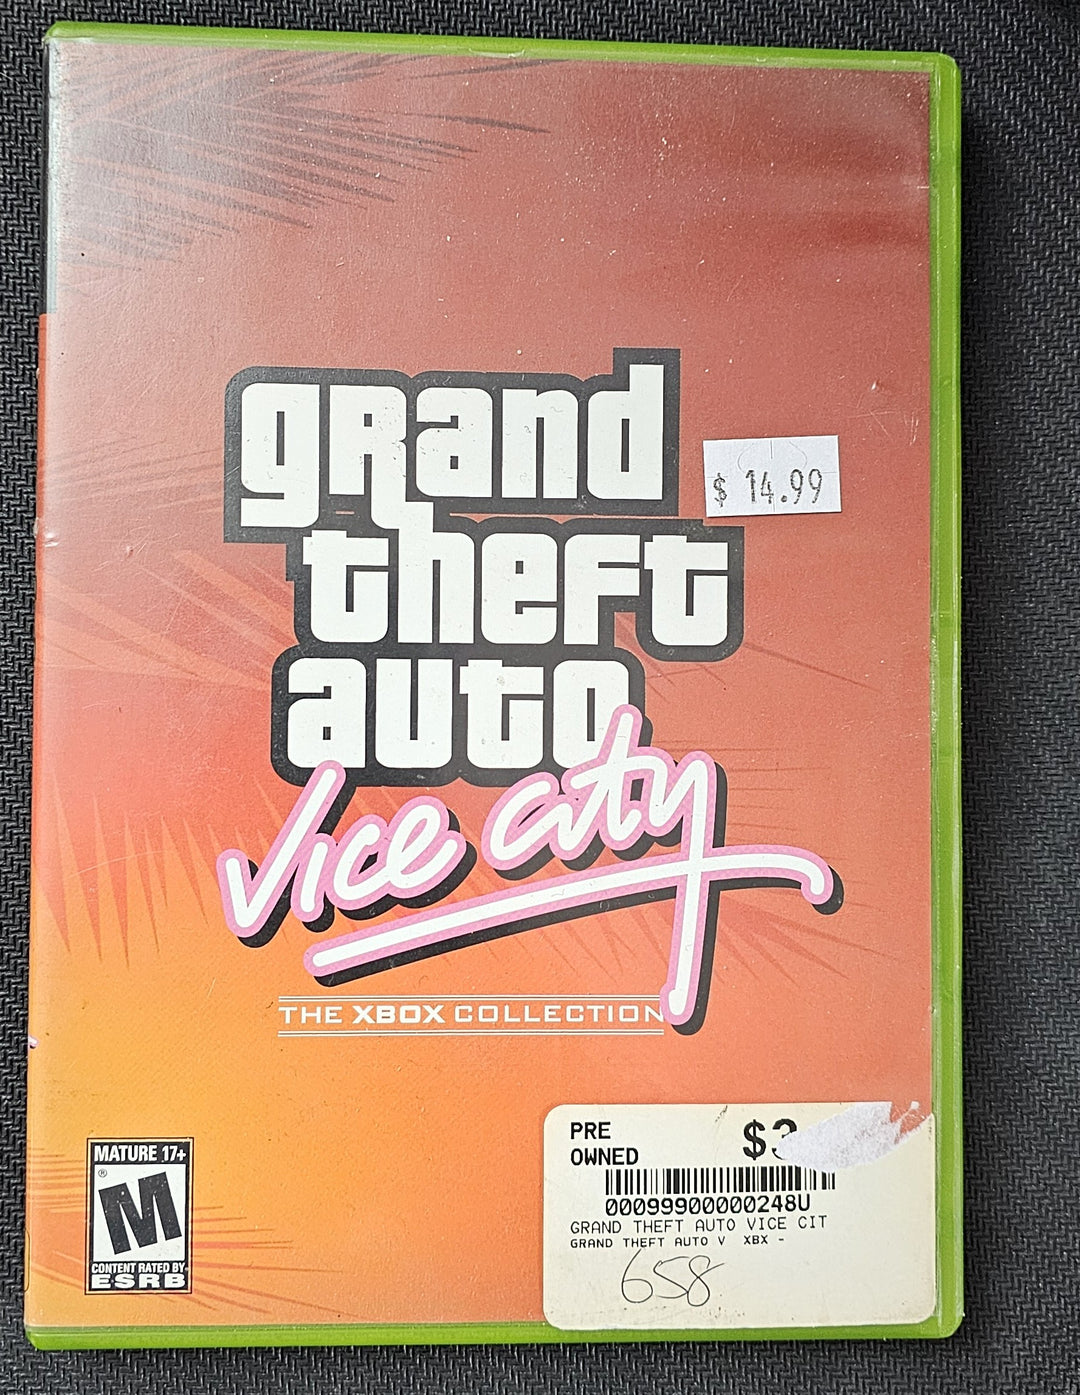 grand
theft
auto
Vice City
$ 14.99
THE XBOX COLLECTION
MATURE 17+
®
M
CONTENT RATED BY
ESRB
PRE
OWNED
$3
000999000000248U
GRAND THEFT AUTO VICE CIT
GRAND THEFT AUTO V XBX -
658